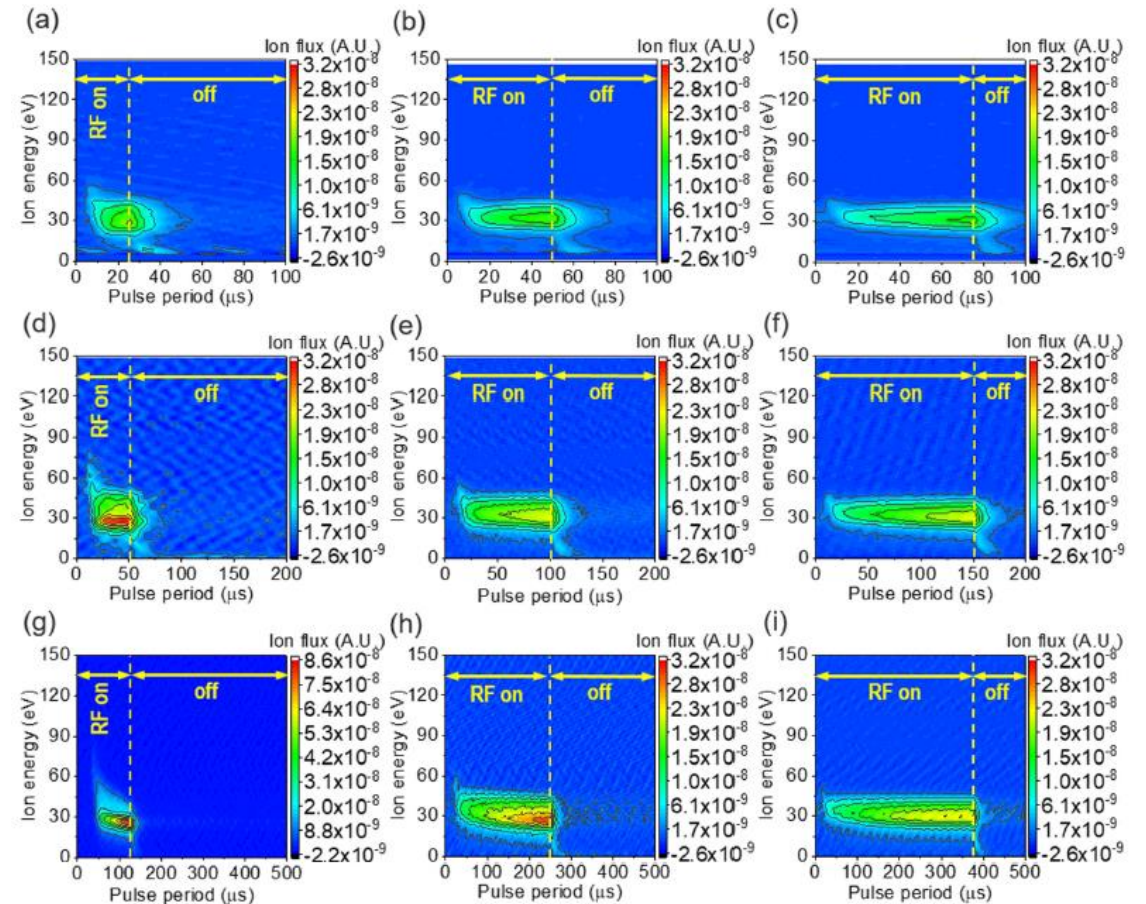 (a) (b) (c)
Ion flux (A.U.) Ion flux (A.U.) Ion flux (A.U.)
150 3.2x10⁻⁸ 150 3.2x10⁻⁸ 150 3.2x10⁻⁸
2.8x10⁻⁸ 2.8x10⁻⁸ 2.8x10⁻⁸
RF on off RF on off RF on off
120 2.3x10⁻⁸ 120 2.3x10⁻⁸ 120 2.3x10⁻⁸
1.9x10⁻⁸ 1.9x10⁻⁸ 1.9x10⁻⁸
90 90 90
1.5x10⁻⁸ 1.5x10⁻⁸ 1.5x10⁻⁸
60 1.0x10⁻⁸ 60 1.0x10⁻⁸ 60 1.0x10⁻⁸
6.1x10⁻⁹ 6.1x10⁻⁹ 6.1x10⁻⁹
30 30 30
1.7x10⁻⁹ 1.7x10⁻⁹ 1.7x10⁻⁹
0 -2.6x10⁻⁹ 0 -2.6x10⁻⁹ 0 -2.6x10⁻⁹
Ion energy (eV) Ion energy (eV) Ion energy (eV)
0 20 40 60 80 100 0 20 40 60 80 100 0 20 40 60 80 100
Pulse period (μs) Pulse period (μs) Pulse period (μs)
(d) (e) (f)
Ion flux (A.U.) Ion flux (A.U.) Ion flux (A.U.)
150 3.2x10⁻⁸ 150 3.2x10⁻⁸ 150 3.2x10⁻⁸
2.8x10⁻⁸ 2.8x10⁻⁸ 2.8x10⁻⁸
RF on off RF on off RF on off
120 2.3x10⁻⁸ 120 2.3x10⁻⁸ 120 2.3x10⁻⁸
1.9x10⁻⁸ 1.9x10⁻⁸ 1.9x10⁻⁸
90 90 90
1.5x10⁻⁸ 1.5x10⁻⁸ 1.5x10⁻⁸
60 1.0x10⁻⁸ 60 1.0x10⁻⁸ 60 1.0x10⁻⁸
6.1x10⁻⁹ 6.1x10⁻⁹ 6.1x10⁻⁹
30 30 30
1.7x10⁻⁹ 1.7x10⁻⁹ 1.7x10⁻⁹
0 -2.6x10⁻⁹ 0 -2.6x10⁻⁹ 0 -2.6x10⁻⁹
Ion energy (eV) Ion energy (eV) Ion energy (eV)
0 50 100 150 200 0 50 100 150 200 0 50 100 150 200
Pulse period (μs) Pulse period (μs) Pulse period (μs)
(g) (h) (i)
Ion flux (A.U.) Ion flux (A.U.) Ion flux (A.U.)
150 8.6x10⁻⁸ 150 3.2x10⁻⁸ 150 3.2x10⁻⁸
7.5x10⁻⁸ 2.8x10⁻⁸ 2.8x10⁻⁸
RF on off RF on off RF on off
120 6.4x10⁻⁸ 120 2.3x10⁻⁸ 120 2.3x10⁻⁸
5.3x10⁻⁸ 1.9x10⁻⁸ 1.9x10⁻⁸
90 90 90
4.2x10⁻⁸ 1.5x10⁻⁸ 1.5x10⁻⁸
60 3.1x10⁻⁸ 60 1.0x10⁻⁸ 60 1.0x10⁻⁸
2.0x10⁻⁸ 6.1x10⁻⁹ 6.1x10⁻⁹
30 30 30
8.8x10⁻⁹ 1.7x10⁻⁹ 1.7x10⁻⁹
0 -2.2x10⁻⁹ 0 -2.6x10⁻⁹ 0 -2.6x10⁻⁹
Ion energy (eV) Ion energy (eV) Ion energy (eV)
0 100 200 300 400 500 0 100 200 300 400 500 0 100 200 300 400 500
Pulse period (μs) Pulse period (μs) Pulse period (μs)